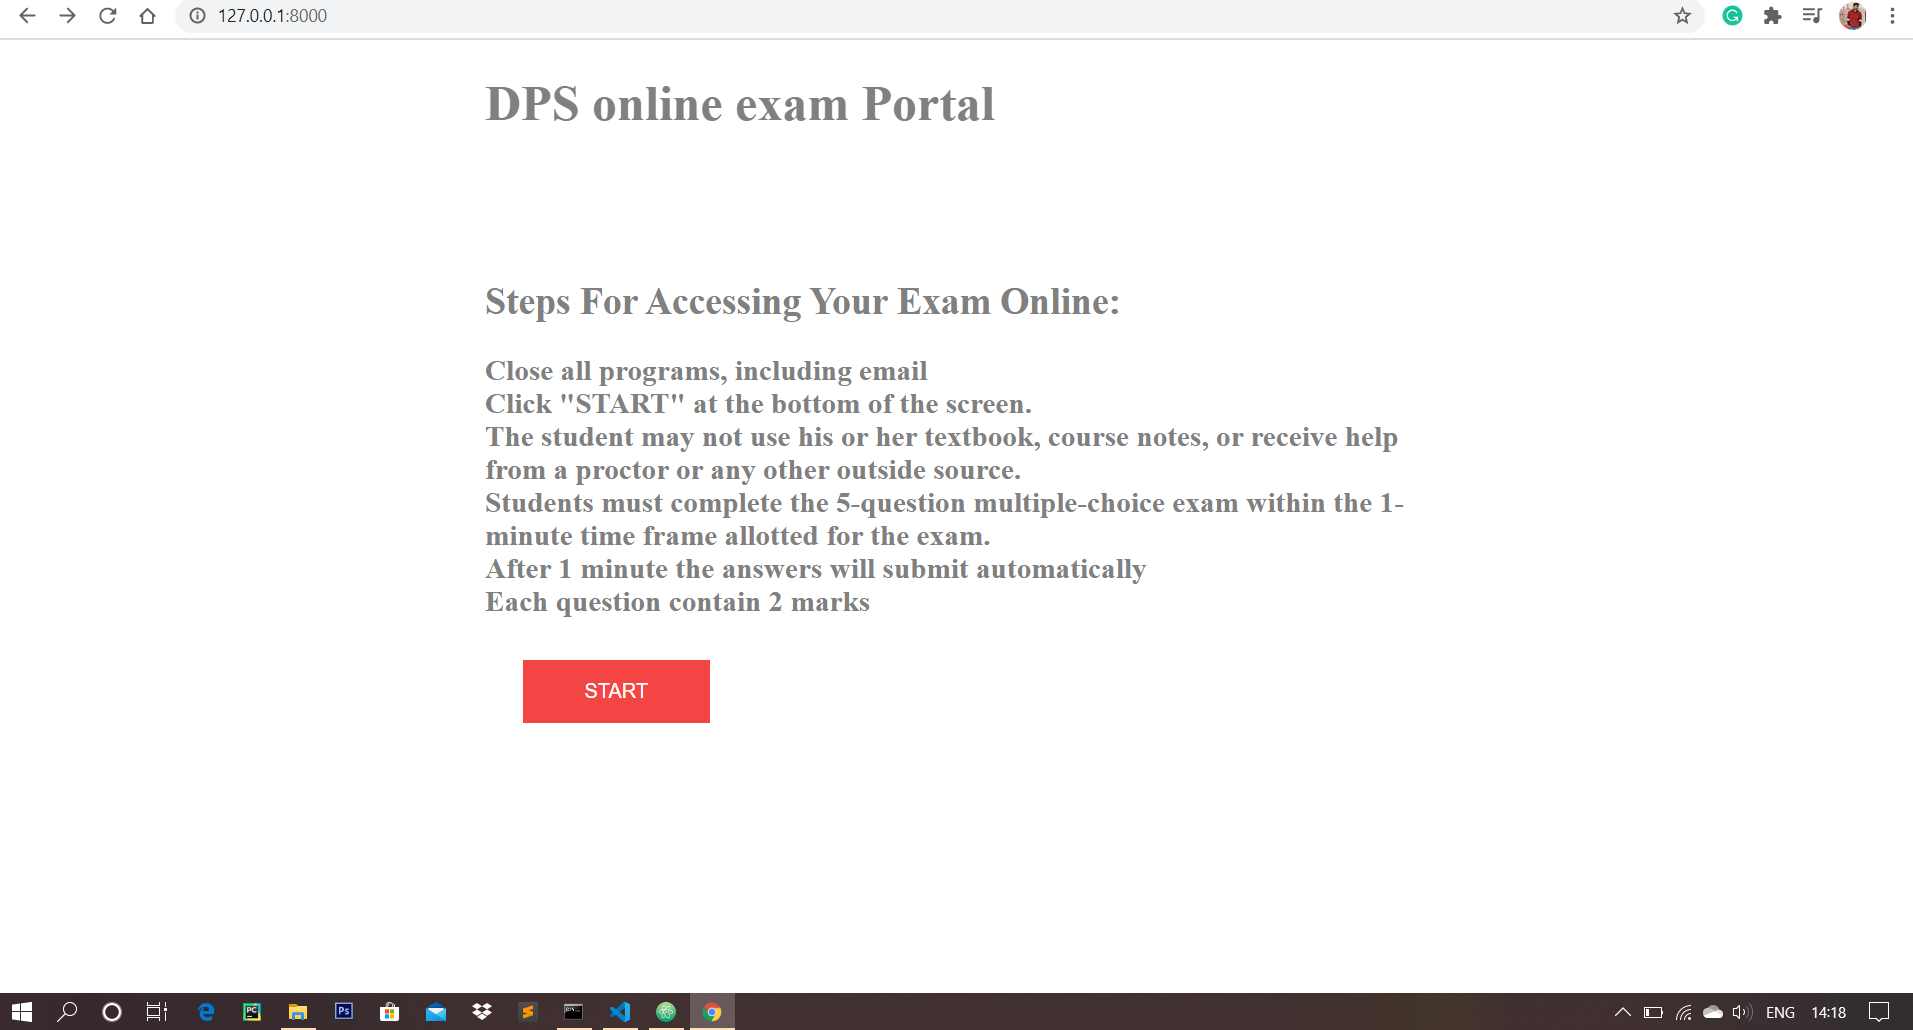 127.0.0.1:8000
DPS online exam Portal
Steps For Accessing Your Exam Online:
Close all programs, including email
Click "START" at the bottom of the screen.
The student may not use his or her textbook, course notes, or receive help
from a proctor or any other outside source.
Students must complete the 5-question multiple-choice exam within the 1-
minute time frame allotted for the exam.
After 1 minute the answers will submit automatically
Each question contain 2 marks
START
PC
Ps
ENG 14:18